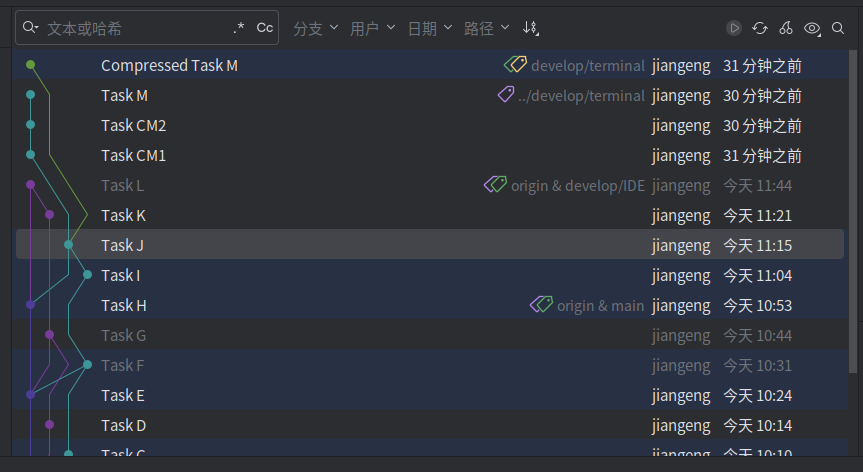 文本或哈希 .* Cc 分支 用户 日期 路径
Compressed Task M develop/terminal jiangeng 31 分钟之前
Task M ../develop/terminal jiangeng 30 分钟之前
Task CM2 jiangeng 30 分钟之前
Task CM1 jiangeng 31 分钟之前
Task L origin & develop/IDE jiangeng 今天 11:44
Task K jiangeng 今天 11:21
Task J jiangeng 今天 11:15
Task I jiangeng 今天 11:04
Task H origin & main jiangeng 今天 10:53
Task G jiangeng 今天 10:44
Task F jiangeng 今天 10:31
Task E jiangeng 今天 10:24
Task D jiangeng 今天 10:14
Task C jiangeng 今天 10:10